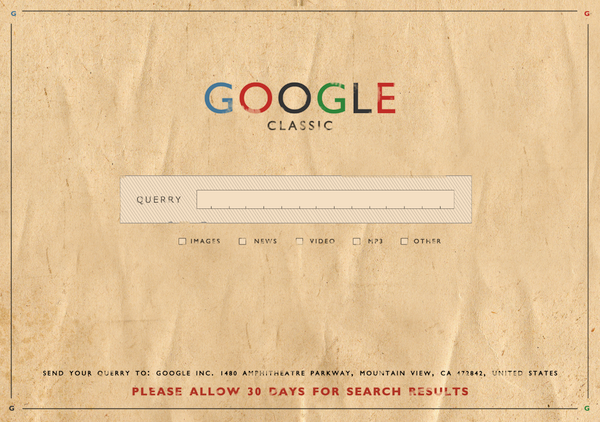 G G
GOOGLE
CLASSIC
QUERRY
IMAGES NEWS VIDEO MP3 OTHER
SEND YOUR QUERRY TO: GOOGLE INC. 1480 AMPHITHEATRE PARKWAY, MOUNTAIN VIEW, CA 472842, UNITED STATES
PLEASE ALLOW 30 DAYS FOR SEARCH RESULTS
G G